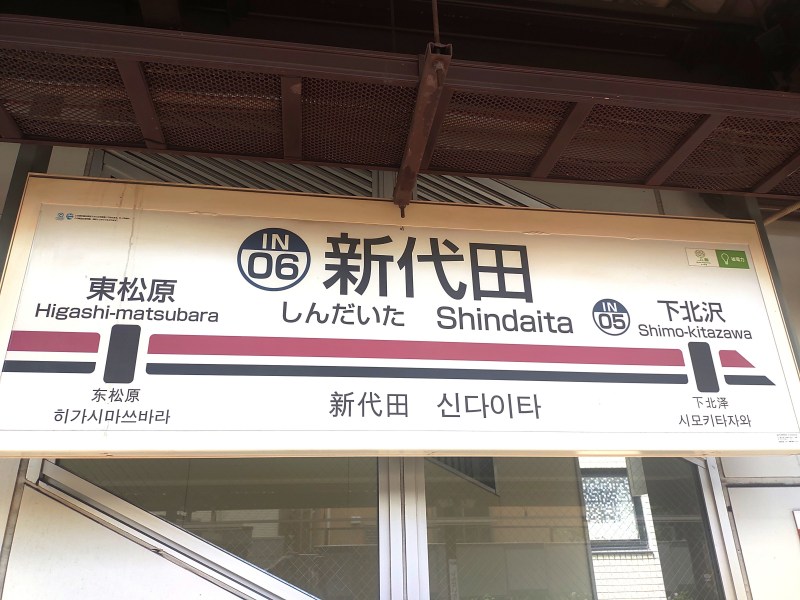 IN
06
新代田
しんだいた Shindaita
東松原
Higashi-matsubara
IN
05
下北沢
Shimo-kitazawa
东松原
히가시마쓰바라
新代田 신다이타
下北泽
시모키타자와